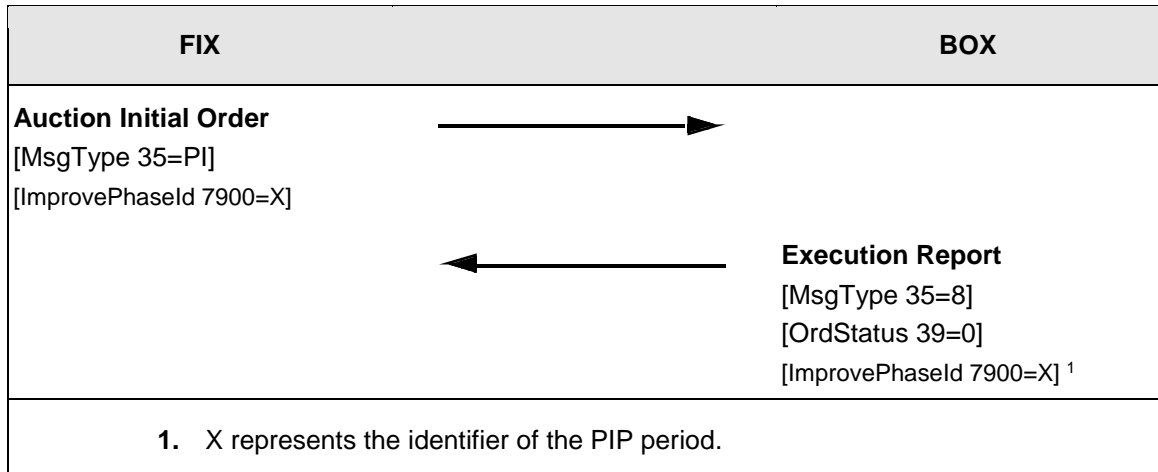 FIX
BOX
Auction Initial Order
[MsgType 35=PI]
[ImprovePhaseId 7900=X]
Execution Report
[MsgType 35=8]
[OrdStatus 39=0]
[ImprovePhaseId 7900=X] 1
1. X represents the identifier of the PIP period.